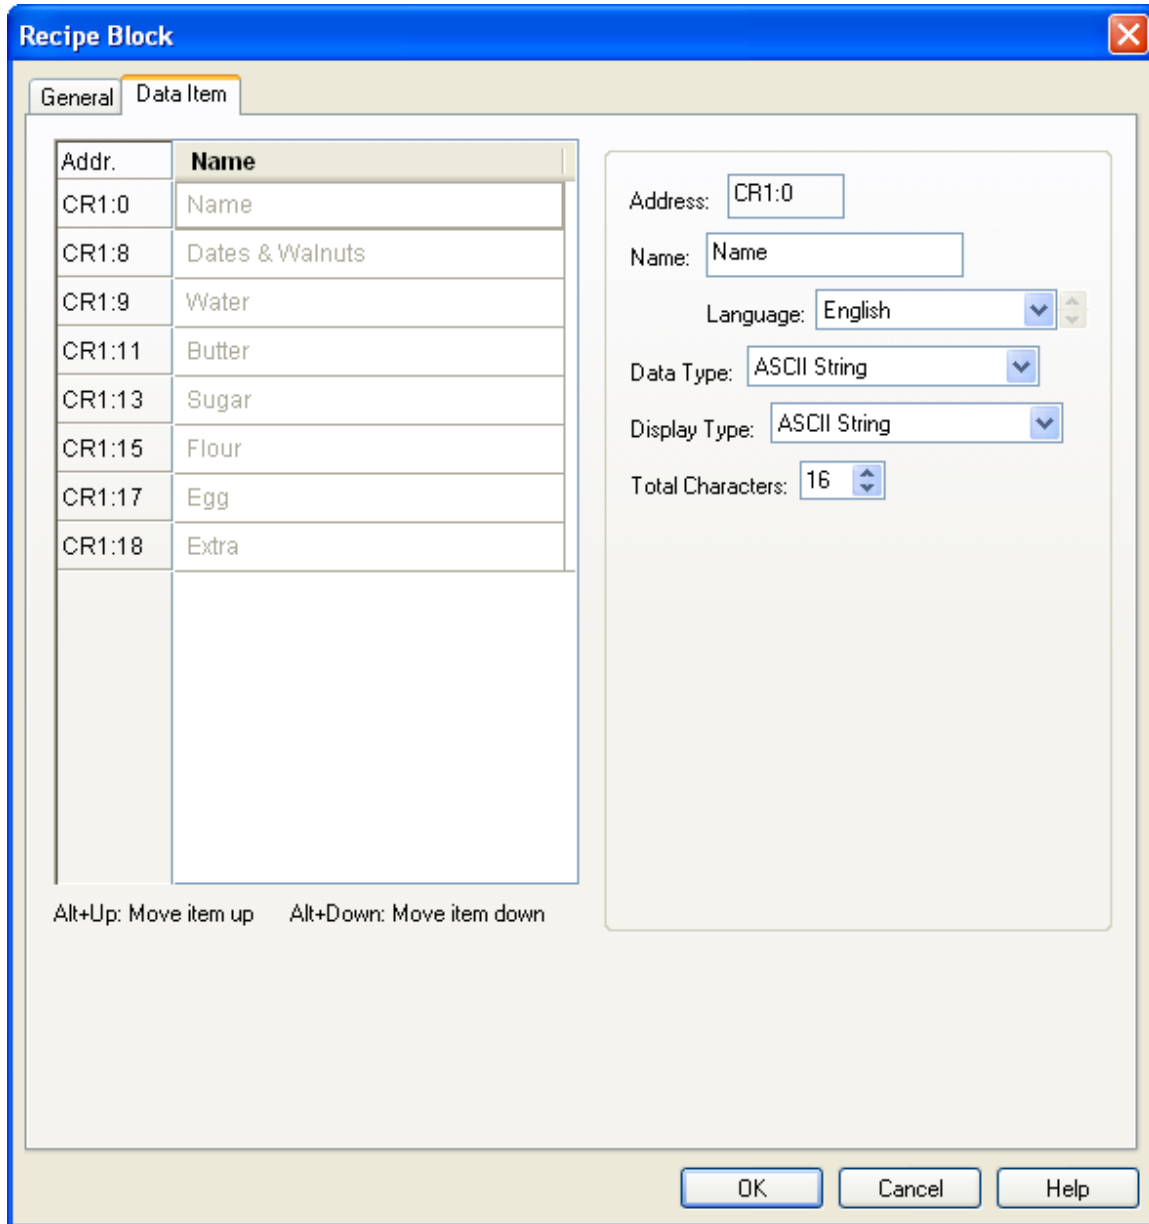 Recipe Block
General Data Item
Addr. Name
CR1:0 Name
CR1:8 Dates & Walnuts
CR1:9 Water
CR1:11 Butter
CR1:13 Sugar
CR1:15 Flour
CR1:17 Egg
CR1:18 Extra
Alt+Up: Move item up Alt+Down: Move item down
Address: CR1:0
Name: Name
Language: English
Data Type: ASCII String
Display Type: ASCII String
Total Characters: 16
OK Cancel Help